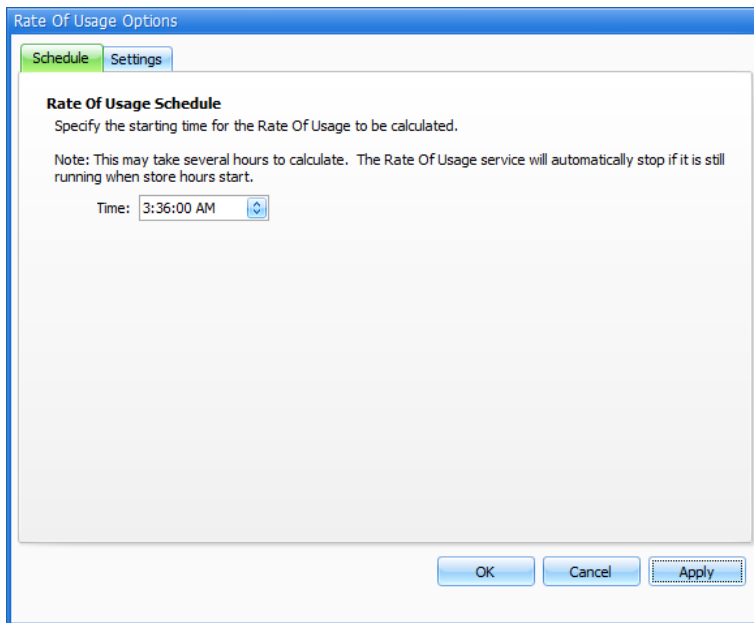 Rate Of Usage Options
Schedule Settings
Rate Of Usage Schedule
Specify the starting time for the Rate Of Usage to be calculated.
Note: This may take several hours to calculate.  The Rate Of Usage service will automatically stop if it is still
running when store hours start.
Time: 3:36:00 AM
OK Cancel Apply